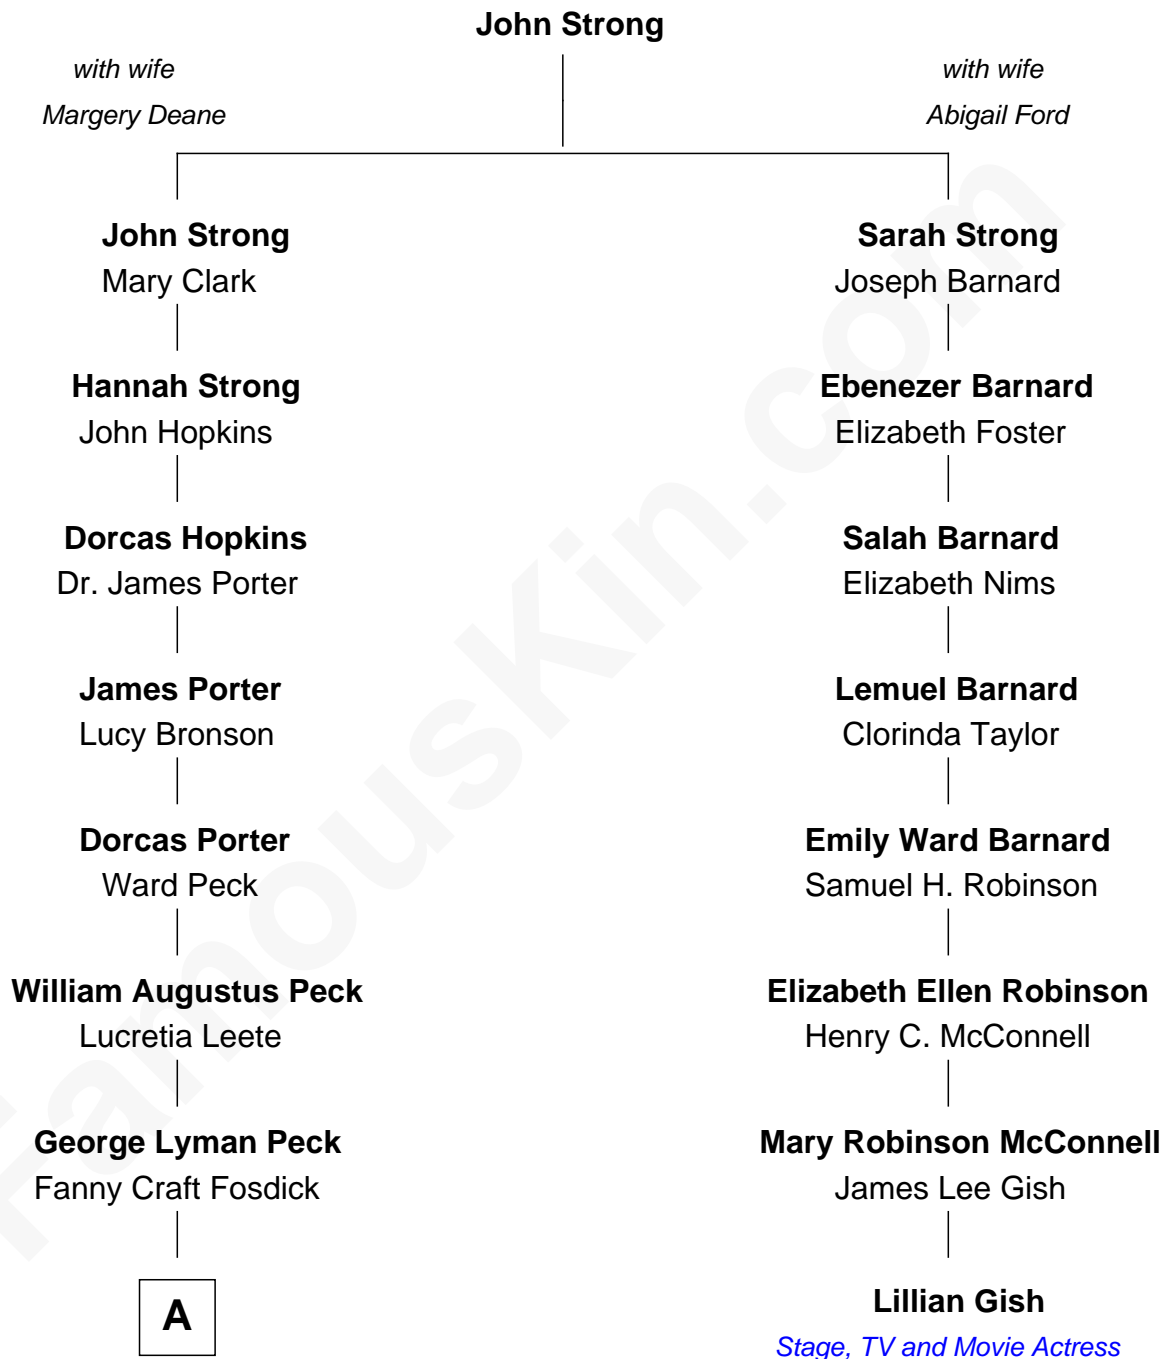 John Strong
with wife
Margery Deane
with wife
Abigail Ford
John Strong
Mary Clark
Sarah Strong
Joseph Barnard
Hannah Strong
John Hopkins
Ebenezer Barnard
Elizabeth Foster
Dorcas Hopkins
Dr. James Porter
Salah Barnard
Elizabeth Nims
James Porter
Lucy Bronson
Lemuel Barnard
Clorinda Taylor
Dorcas Porter
Ward Peck
Emily Ward Barnard
Samuel H. Robinson
William Augustus Peck
Lucretia Leete
Elizabeth Ellen Robinson
Henry C. McConnell
George Lyman Peck
Fanny Craft Fosdick
Mary Robinson McConnell
James Lee Gish
A
Lillian Gish
Stage, TV and Movie Actress
FamousKin.com